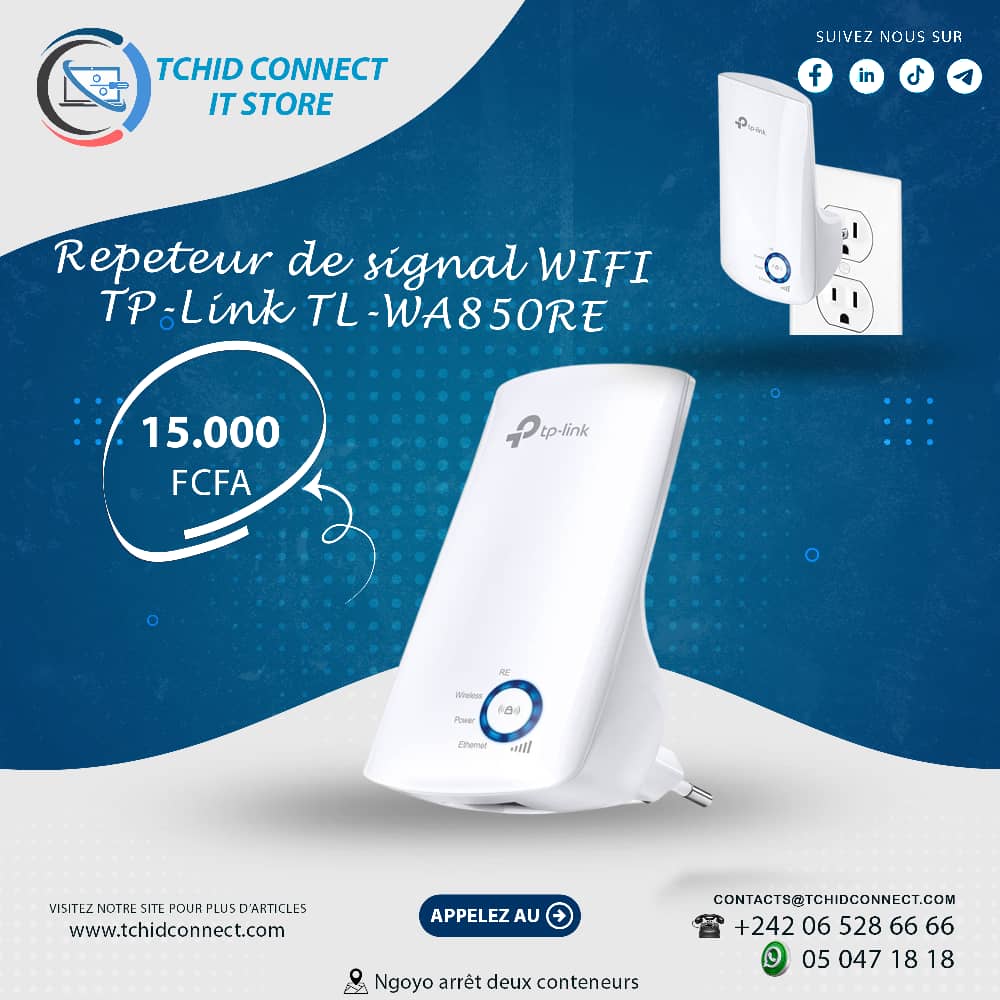 TCHID CONNECT
IT STORE
SUIVEZ NOUS SUR
tp-link
Repeteur de signal WIFI
TP-Link TL-WA850RE
15.000
FCFA
tp-link
RE
Wireless
Power
Ethernet
VISITEZ NOTRE SITE POUR PLUS D'ARTICLES
www.tchidconnect.com
APPELEZ AU
CONTACTS@TCHIDCONNECT.COM
+242 06 528 66 66
05 047 18 18
Ngoyo arrêt deux conteneurs